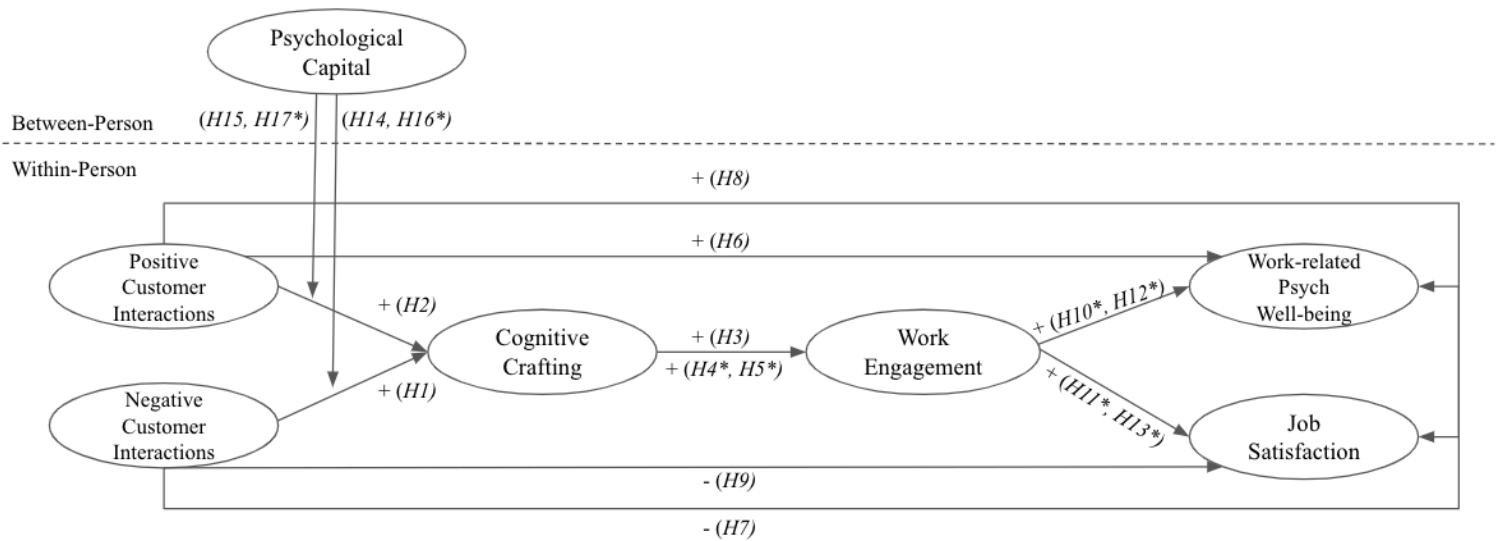 Psychological
Capital
(H15, H17*)
(H14, H16*)
Between-Person
Within-Person
+ (H8)
+ (H6)
Positive
Customer
Interactions
Work-related
Psych
Well-being
+ (H2)
+ (H10*, H12*)
Cognitive
Crafting
+ (H3)
+ (H4*, H5*)
Work
Engagement
+ (H1)
+ (H11*, H13*)
Negative
Customer
Interactions
Job
Satisfaction
- (H9)
- (H7)